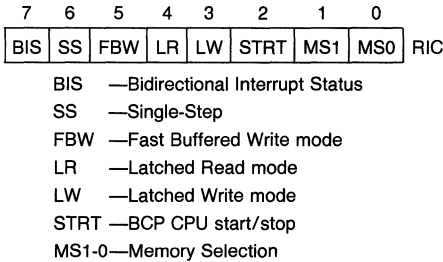 7 6 5 4 3 2 1 0
BIS SS FBW LR LW STRT MS1 MS0 RIC
BIS —Bidirectional Interrupt Status
SS —Single-Step
FBW —Fast Buffered Write mode
LR —Latched Read mode
LW —Latched Write mode
STRT —BCP CPU start/stop
MS1-0—Memory Selection